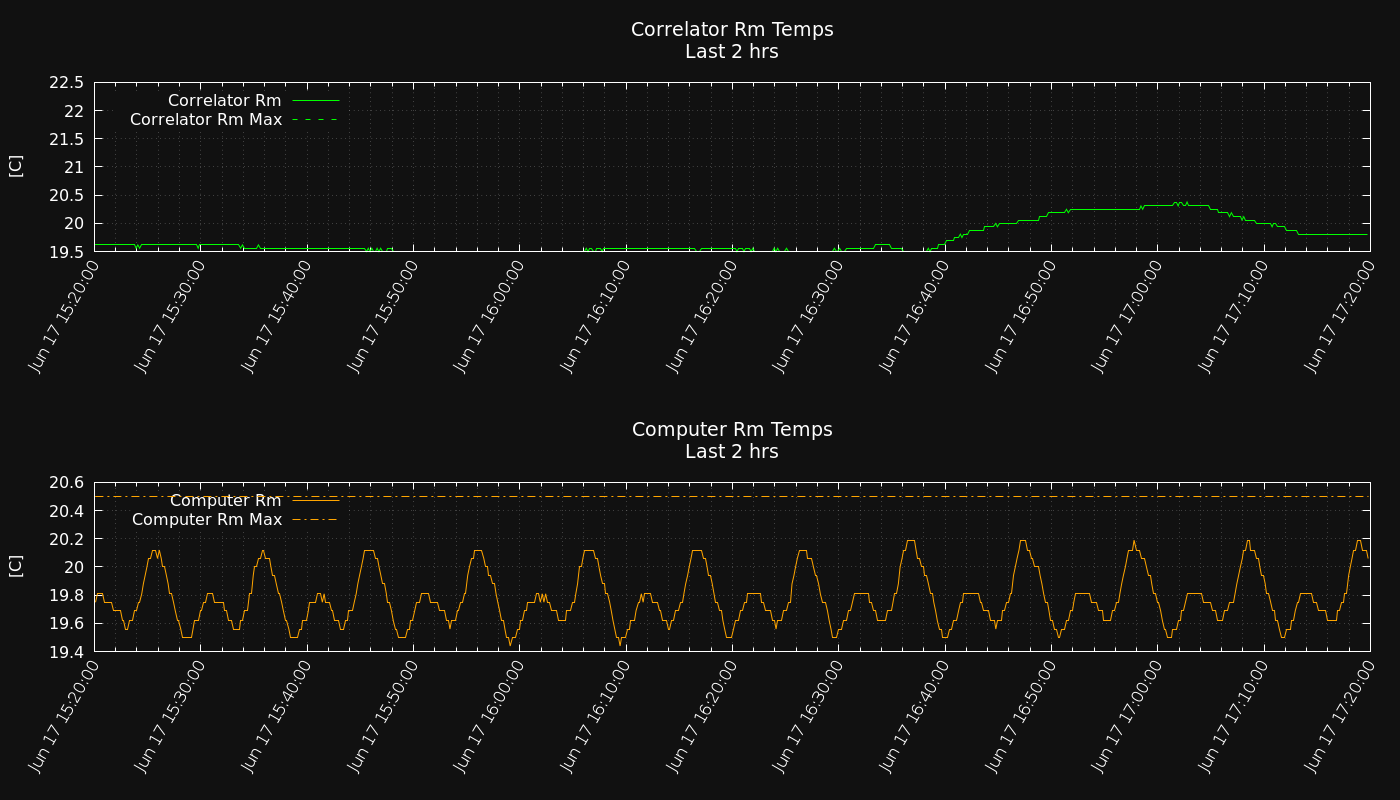 Correlator Rm Temps
Last 2 hrs
22.5
22
21.5
21
20.5
20
19.5
[C]
Correlator Rm
Correlator Rm Max
Jun 17 15:20:00
Jun 17 15:30:00
Jun 17 15:40:00
Jun 17 15:50:00
Jun 17 16:00:00
Jun 17 16:10:00
Jun 17 16:20:00
Jun 17 16:30:00
Jun 17 16:40:00
Jun 17 16:50:00
Jun 17 17:00:00
Jun 17 17:10:00
Jun 17 17:20:00
Computer Rm Temps
Last 2 hrs
20.6
20.4
20.2
20
19.8
19.6
19.4
[C]
Computer Rm
Computer Rm Max
Jun 17 15:20:00
Jun 17 15:30:00
Jun 17 15:40:00
Jun 17 15:50:00
Jun 17 16:00:00
Jun 17 16:10:00
Jun 17 16:20:00
Jun 17 16:30:00
Jun 17 16:40:00
Jun 17 16:50:00
Jun 17 17:00:00
Jun 17 17:10:00
Jun 17 17:20:00